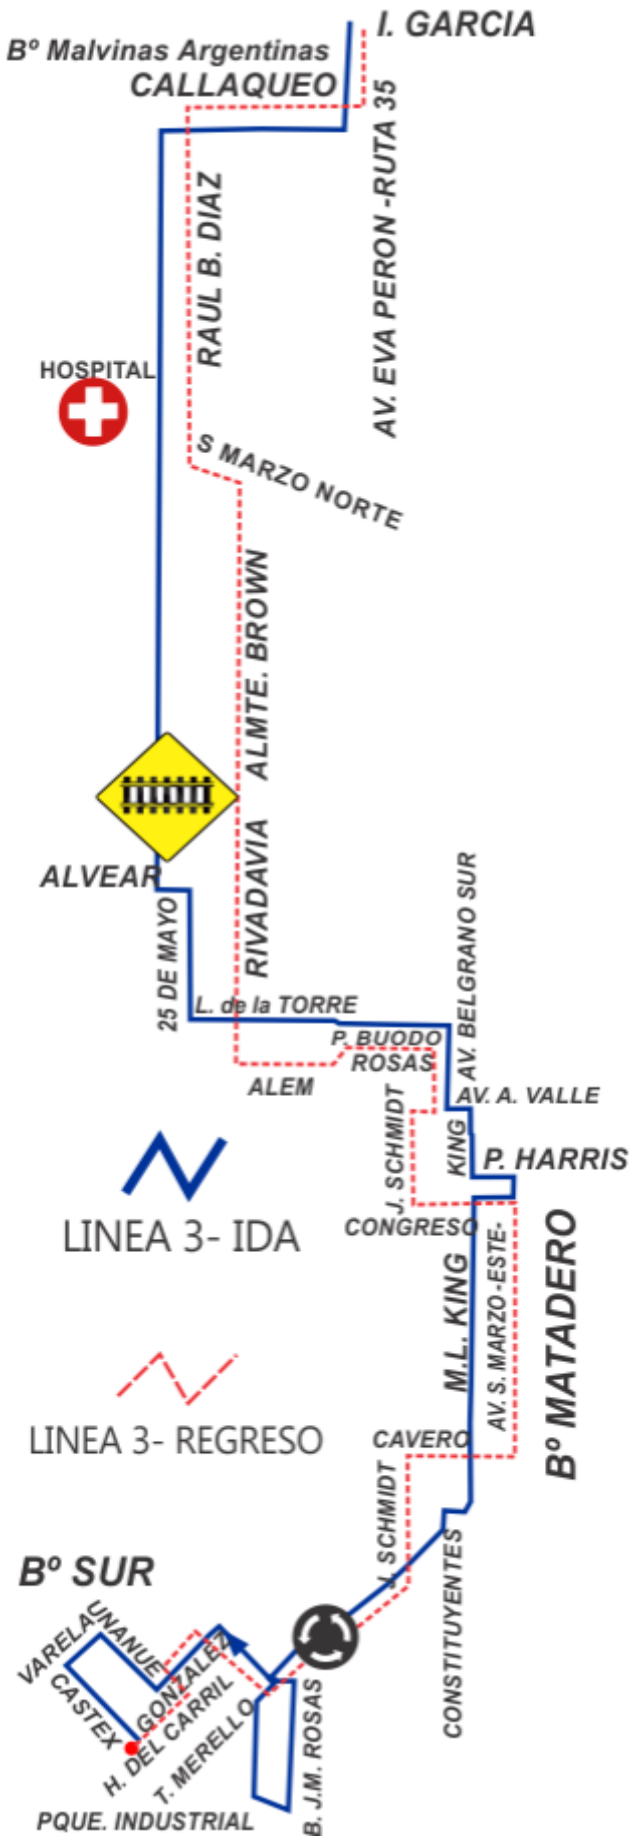 I. GARCIA
Bº Malvinas Argentinas
CALLAQUEO
AV. EVA PERON -RUTA 35
RAUL B. DIAZ
HOSPITAL
S MARZO NORTE
ALMTE. BROWN
ALVEAR
RIVADAVIA
25 DE MAYO
AV. BELGRANO SUR
L. de la TORRE
P. BUODO
ROSAS
ALEM
AV. A. VALLE
J. SCHMIDT
KING
P. HARRIS
CONGRESO
LINEA 3- IDA
M.L. KING
AV. S. MARZO -ESTE-
Bº MATADERO
LINEA 3- REGRESO
CAVERO
J. SCHMIDT
CONSTITUYENTES
Bº SUR
UNANUE
VARELA
GONZALEZ
CASTEX
H. DEL CARRIL
T. MERELLO
B. J.M. ROSAS
PQUE. INDUSTRIAL